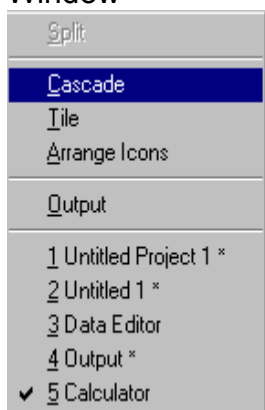 Window
Split
Cascade
Tile
Arrange Icons
Output
1 Untitled Project 1 *
2 Untitled 1 *
3 Data Editor
4 Output *
✔ 5 Calculator